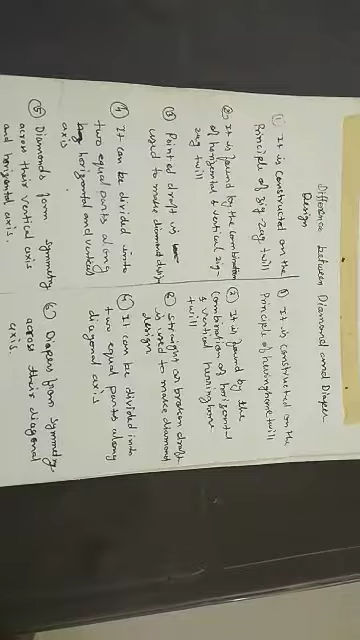 Difference between Diamond and Diaper
Design
① It is constructed on the
Principle of Zig Zag twill
② It is found by the combination
of horizontal & vertical zig-
zag twill
③ Pointed draft is
used to make diamond design
④ It can be divided into
two equal parts along
horizontal and vertical
axis.
⑤ Diamonds form symmetry
across their vertical axis
and horizontal axis.
① It is constructed on the
Principle of herringbone twill
② It is found by the
combination of horizontal
& vertical herringbone
twill
③ Straight or broken draft
is used to make diamond
design
④ It can be divided into
two equal parts along
diagonal axis
⑤ Diapers form symmetry
across their diagonal
axis.